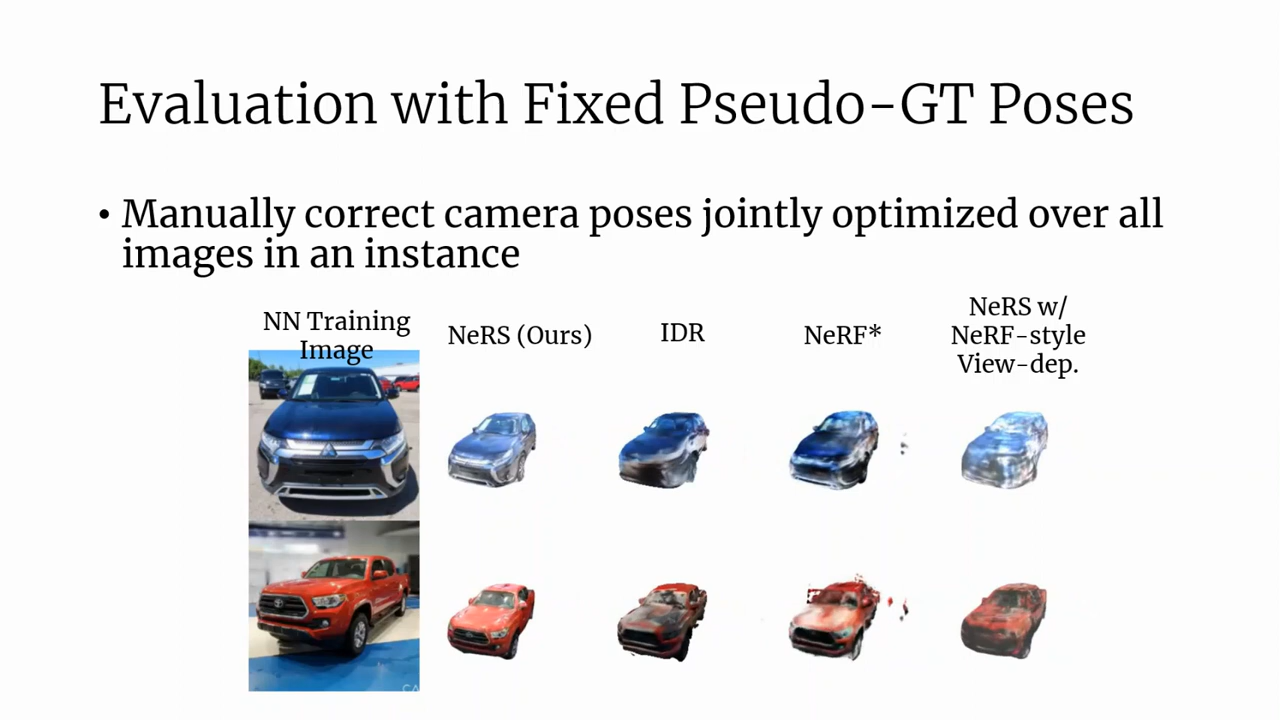 Evaluation with Fixed Pseudo-GT Poses
• Manually correct camera poses jointly optimized over all
images in an instance
NN Training
Image
NeRS (Ours)
IDR
NeRF*
NeRS w/
NeRF-style
View-dep.
CA